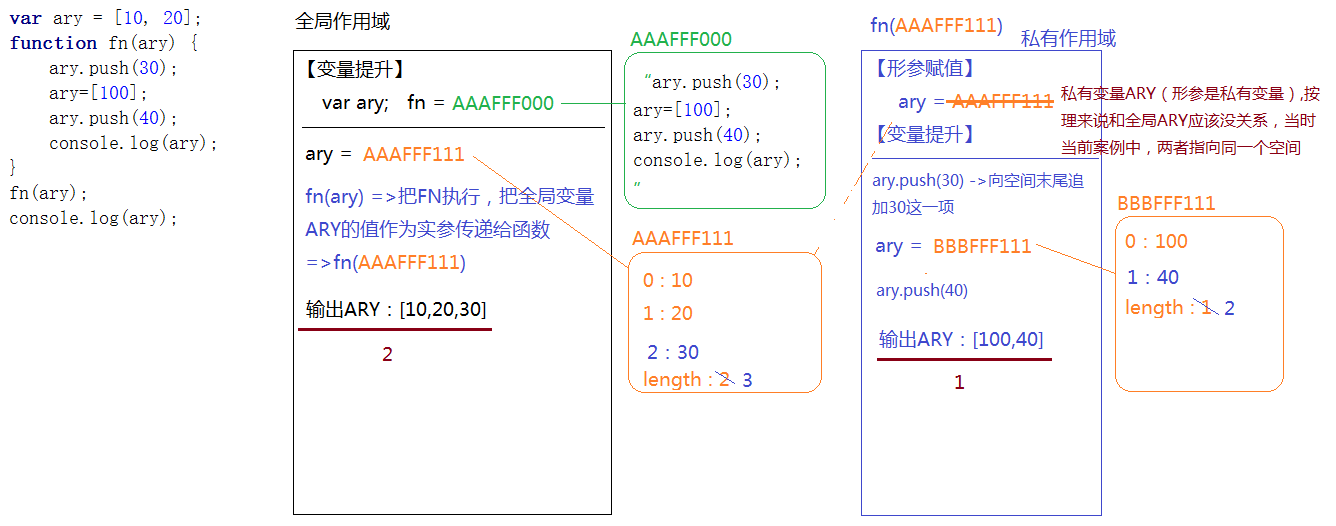 var ary = [10, 20];
function fn(ary) {
    ary.push(30);
    ary=[100];
    ary.push(40);
    console.log(ary);
}
fn(ary);
console.log(ary);
全局作用域
【变量提升】
var ary; fn = AAAFFF000
ary = AAAFFF111
fn(ary) =>把FN执行，把全局变量
ARY的值作为实参传递给函数
=>fn(AAAFFF111)
输出ARY：[10,20,30]
2
AAAFFF000
“ary.push(30);
ary=[100];
ary.push(40);
console.log(ary);
”
AAAFFF111
0：10
1：20
2：30
length : 2 3
fn(AAAFFF111)
私有作用域
【形参赋值】
ary = AAAFFF111
【变量提升】
ary.push(30) ->向空间末尾追
加30这一项
ary = BBBFFF111
ary.push(40)
输出ARY：[100,40]
1
私有变量ARY（形参是私有变量）,按
理来说和全局ARY应该没关系，当时
当前案例中，两者指向同一个空间
BBBFFF111
0：100
1：40
length : 1 2